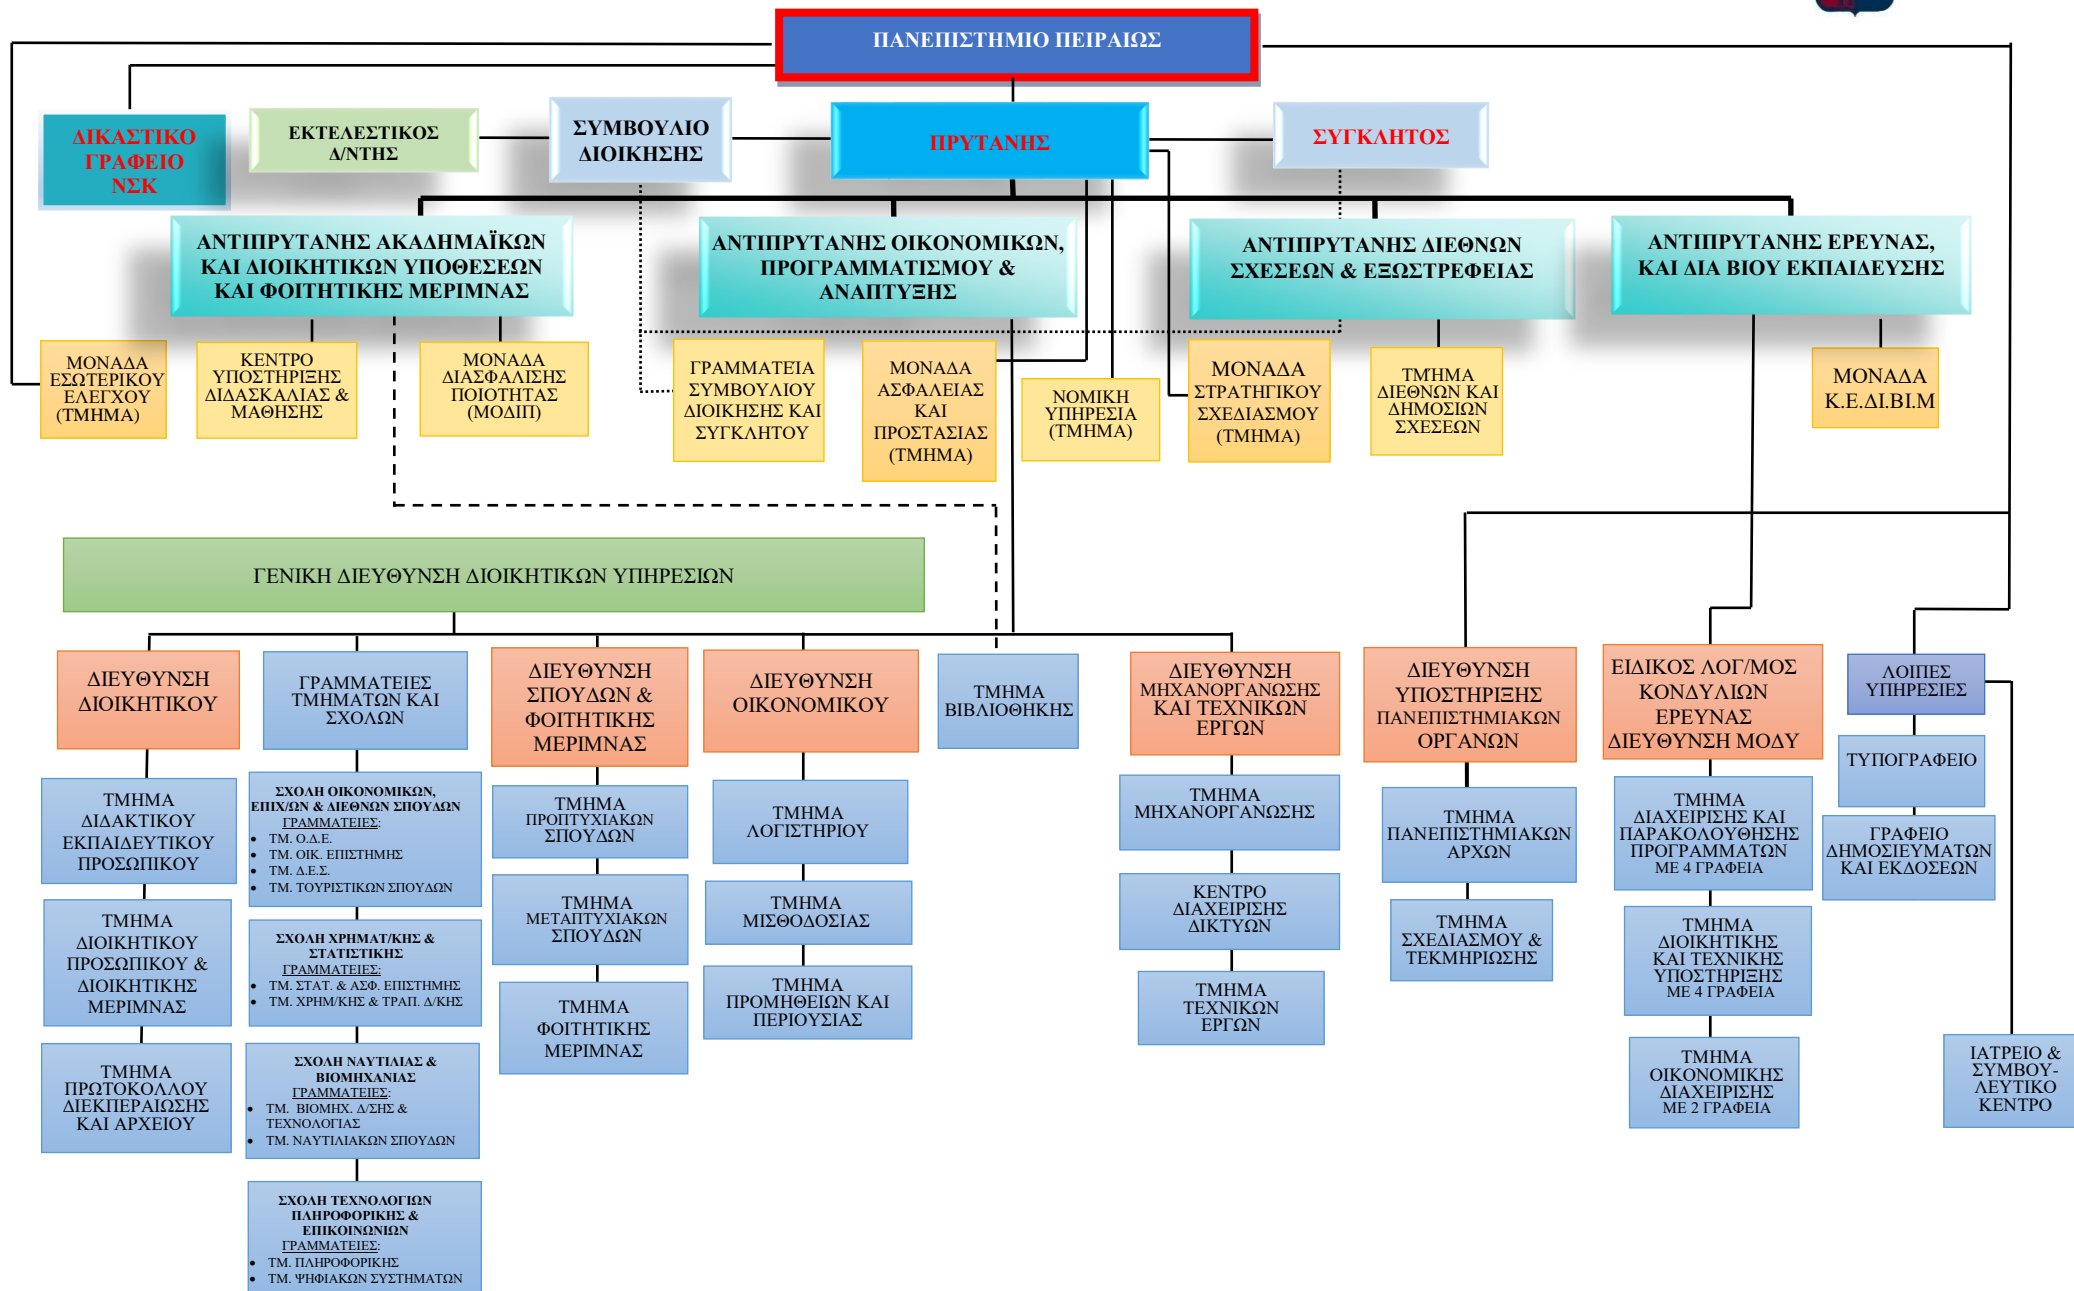 ΠΑΝΕΠΙΣΤΗΜΙΟ ΠΕΙΡΑΙΩΣ
ΔΙΚΑΣΤΙΚΟ
ΓΡΑΦΕΙΟ
ΝΣΚ
ΕΚΤΕΛΕΣΤΙΚΟΣ
Δ/ΝΤΗΣ
ΣΥΜΒΟΥΛΙΟ
ΔΙΟΙΚΗΣΗΣ
ΠΡΥΤΑΝΗΣ
ΣΥΓΚΛΗΤΟΣ
ΑΝΤΙΠΡΥΤΑΝΗΣ ΑΚΑΔΗΜΑΪΚΩΝ
ΚΑΙ ΔΙΟΙΚΗΤΙΚΩΝ ΥΠΟΘΕΣΕΩΝ
ΚΑΙ ΦΟΙΤΗΤΙΚΗΣ ΜΕΡΙΜΝΑΣ
ΑΝΤΙΠΡΥΤΑΝΗΣ ΟΙΚΟΝΟΜΙΚΩΝ,
ΠΡΟΓΡΑΜΜΑΤΙΣΜΟΥ &
ΑΝΑΠΤΥΞΗΣ
ΑΝΤΙΠΡΥΤΑΝΗΣ ΔΙΕΘΝΩΝ
ΣΧΕΣΕΩΝ & ΕΞΩΣΤΡΕΦΕΙΑΣ
ΑΝΤΙΠΡΥΤΑΝΗΣ ΕΡΕΥΝΑΣ,
ΚΑΙ ΔΙΑ ΒΙΟΥ ΕΚΠΑΙΔΕΥΣΗΣ
ΜΟΝΑΔΑ
ΕΣΩΤΕΡΙΚΟΥ
ΕΛΕΓΧΟΥ
(ΤΜΗΜΑ)
ΚΕΝΤΡΟ
ΥΠΟΣΤΗΡΙΞΗΣ
ΔΙΔΑΣΚΑΛΙΑΣ &
ΜΑΘΗΣΗΣ
ΜΟΝΑΔΑ
ΔΙΑΣΦΑΛΙΣΗΣ
ΠΟΙΟΤΗΤΑΣ
(ΜΟΔΙΠ)
ΓΡΑΜΜΑΤΕΊΑ
ΣΥΜΒΟΥΛΙΟΥ
ΔΙΟΙΚΗΣΗΣ ΚΑΙ
ΣΥΓΚΛΗΤΟΥ
ΜΟΝΑΔΑ
ΑΣΦΑΛΕΙΑΣ
ΚΑΙ
ΠΡΟΣΤΑΣΙΑΣ
(ΤΜΗΜΑ)
ΝΟΜΙΚΗ
ΥΠΗΡΕΣΙΑ
(ΤΜΗΜΑ)
ΜΟΝΑΔΑ
ΣΤΡΑΤΗΓΙΚΟΥ
ΣΧΕΔΙΑΣΜΟΥ
(ΤΜΗΜΑ)
ΤΜΉΜΑ
ΔΙΕΘΝΩΝ ΚΑΙ
ΔΗΜΟΣΙΩΝ
ΣΧΕΣΕΩΝ
ΜΟΝΑΔΑ
Κ.Ε.ΔΙ.ΒΙ.Μ
ΓΕΝΙΚΗ ΔΙΕΥΘΥΝΣΗ ΔΙΟΙΚΗΤΙΚΩΝ ΥΠΗΡΕΣΙΩΝ
ΔΙΕΥΘΥΝΣΗ
ΔΙΟΙΚΗΤΙΚΟΥ
ΤΜΗΜΑ
ΔΙΔΑΚΤΙΚΟΥ
ΕΚΠΑΙΔΕΥΤΙΚΟΥ
ΠΡΟΣΩΠΙΚΟΥ
ΤΜΗΜΑ
ΔΙΟΙΚΗΤΙΚΟΥ
ΠΡΟΣΩΠΙΚΟΥ &
ΔΙΟΙΚΗΤΙΚΗΣ
ΜΕΡΙΜΝΑΣ
ΤΜΗΜΑ
ΠΡΩΤΟΚΟΛΛΟΥ
ΔΙΕΚΠΕΡΑΙΩΣΗΣ
ΚΑΙ ΑΡΧΕΙΟΥ
ΓΡΑΜΜΑΤΕΙΕΣ
ΤΜΗΜΑΤΩΝ ΚΑΙ
ΣΧΟΛΩΝ
ΣΧΟΛΗ ΟΙΚΟΝΟΜΙΚΩΝ,
ΕΠΙΧ/ΩΝ & ΔΙΕΘΝΩΝ ΣΠΟΥΔΩΝ
ΓΡΑΜΜΑΤΕΙΕΣ:
• ΤΜ. Ο.Δ.Ε.
• ΤΜ. ΟΙΚ. ΕΠΙΣΤΗΜΗΣ
• ΤΜ. Δ.Ε.Σ.
• ΤΜ. ΤΟΥΡΙΣΤΙΚΩΝ ΣΠΟΥΔΩΝ
ΣΧΟΛΗ ΧΡΗΜΑΤ/ΚΗΣ &
ΣΤΑΤΙΣΤΙΚΗΣ
ΓΡΑΜΜΑΤΕΙΕΣ:
• ΤΜ. ΣΤΑΤ. & ΑΣΦ. ΕΠΙΣΤΗΜΗΣ
• ΤΜ. ΧΡΗΜ/ΚΗΣ & ΤΡΑΠ. Δ/ΚΗΣ
ΣΧΟΛΗ ΝΑΥΤΙΛΙΑΣ &
ΒΙΟΜΗΧΑΝΙΑΣ
ΓΡΑΜΜΑΤΕΙΕΣ:
• ΤΜ. ΒΙΟΜΗΧ. Δ/ΣΗΣ &
ΤΕΧΝΟΛΟΓΙΑΣ
• ΤΜ. ΝΑΥΤΙΛΙΑΚΩΝ ΣΠΟΥΔΩΝ
ΣΧΟΛΗ ΤΕΧΝΟΛΟΓΙΩΝ
ΠΛΗΡΟΦΟΡΙΚΗΣ &
ΕΠΙΚΟΙΝΩΝΙΩΝ
ΓΡΑΜΜΑΤΕΙΕΣ:
• ΤΜ. ΠΛΗΡΟΦΟΡΙΚΗΣ
• ΤΜ. ΨΗΦΙΑΚΩΝ ΣΥΣΤΗΜΑΤΩΝ
ΔΙΕΥΘΥΝΣΗ
ΣΠΟΥΔΩΝ &
ΦΟΙΤΗΤΙΚΗΣ
ΜΕΡΙΜΝΑΣ
ΤΜΗΜΑ
ΠΡΟΠΤΥΧΙΑΚΩΝ
ΣΠΟΥΔΩΝ
ΤΜΗΜΑ
ΜΕΤΑΠΤΥΧΙΑΚΩΝ
ΣΠΟΥΔΩΝ
ΤΜΗΜΑ
ΦΟΙΤΗΤΙΚΗΣ
ΜΕΡΙΜΝΑΣ
ΔΙΕΥΘΥΝΣΗ
ΟΙΚΟΝΟΜΙΚΟΥ
ΤΜΗΜΑ
ΛΟΓΙΣΤΗΡΙΟΥ
ΤΜΗΜΑ
ΜΙΣΘΟΔΟΣΙΑΣ
ΤΜΗΜΑ
ΠΡΟΜΗΘΕΙΩΝ ΚΑΙ
ΠΕΡΙΟΥΣΙΑΣ
ΤΜΗΜΑ
ΒΙΒΛΙΟΘΗΚΗΣ
ΔΙΕΥΘΥΝΣΗ
ΜΗΧΑΝΟΡΓΑΝΩΣΗΣ
ΚΑΙ ΤΕΧΝΙΚΩΝ
ΕΡΓΩΝ
ΤΜΗΜΑ
ΜΗΧΑΝΟΡΓΑΝΩΣΗΣ
ΚΕΝΤΡΟ
ΔΙΑΧΕΙΡΙΣΗΣ
ΔΙΚΤΥΩΝ
ΤΜΗΜΑ
ΤΕΧΝΙΚΩΝ
ΕΡΓΩΝ
ΔΙΕΥΘΥΝΣΗ
ΥΠΟΣΤΗΡΙΞΗΣ
ΠΑΝΕΠΙΣΤΗΜΙΑΚΩΝ
ΟΡΓΑΝΩΝ
ΤΜΗΜΑ
ΠΑΝΕΠΙΣΤΗΜΙΑΚΩΝ
ΑΡΧΩΝ
ΤΜΗΜΑ
ΣΧΕΔΙΑΣΜΟΥ &
ΤΕΚΜΗΡΙΩΣΗΣ
ΕΙΔΙΚΟΣ ΛΟΓ/ΜΟΣ
ΚΟΝΔΥΛΙΩΝ
ΕΡΕΥΝΑΣ
ΔΙΕΥΘΥΝΣΗ ΜΟΔΥ
ΤΜΗΜΑ
ΔΙΑΧΕΙΡΙΣΗΣ ΚΑΙ
ΠΑΡΑΚΟΛΟΥΘΗΣΗΣ
ΠΡΟΓΡΑΜΜΑΤΩΝ
ΜΕ 4 ΓΡΑΦΕΙΑ
ΤΜΗΜΑ
ΔΙΟΙΚΗΤΙΚΗΣ
ΚΑΙ ΤΕΧΝΙΚΗΣ
ΥΠΟΣΤΗΡΙΞΗΣ
ΜΕ 4 ΓΡΑΦΕΙΑ
ΤΜΗΜΑ
ΟΙΚΟΝΟΜΙΚΗΣ
ΔΙΑΧΕΙΡΙΣΗΣ
ΜΕ 2 ΓΡΑΦΕΙΑ
ΛΟΙΠΕΣ
ΥΠΗΡΕΣΙΕΣ
ΤΥΠΟΓΡΑΦΕΙΟ
ΓΡΑΦΕΙΟ
ΔΗΜΟΣΙΕΥΜΑΤΩΝ
ΚΑΙ ΕΚΔΟΣΕΩΝ
ΙΑΤΡΕΙΟ &
ΣΥΜΒΟΥ-
ΛΕΥΤΙΚΟ
ΚΕΝΤΡΟ